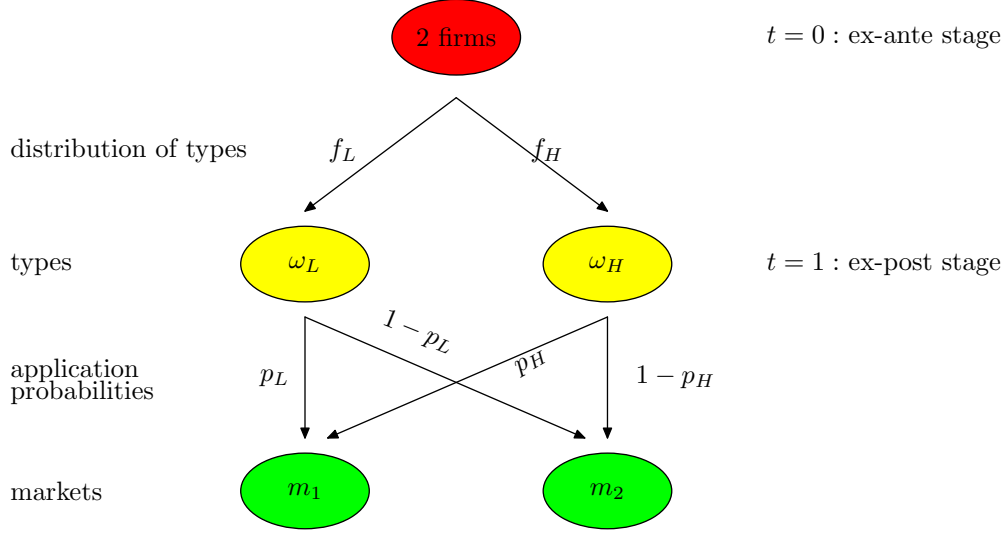 2 firms
t = 0 : ex-ante stage
distribution of types
f_L
f_H
types
ω_L
ω_H
t = 1 : ex-post stage
1 − p_L
p_H
application
probabilities
p_L
1 − p_H
markets
m_1
m_2